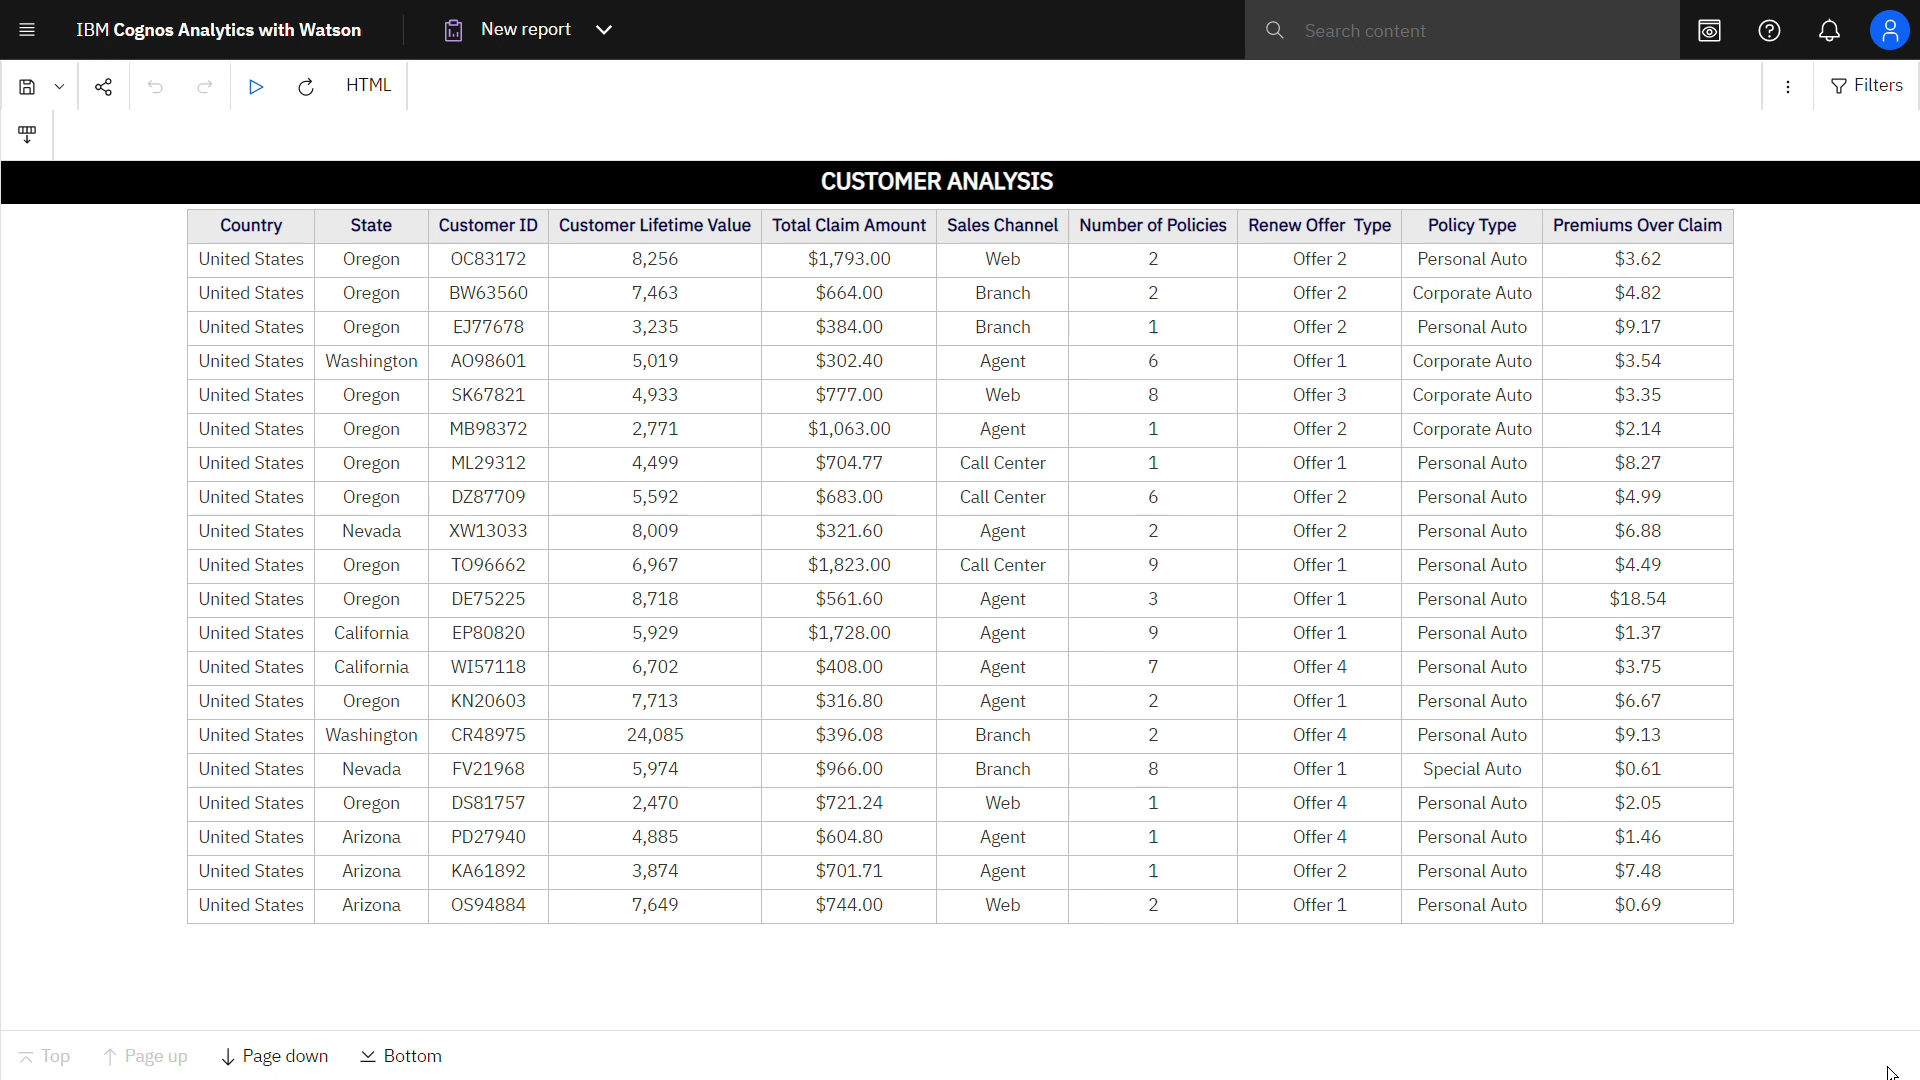 IBM Cognos Analytics with Watson New report Search content
HTML Filters
CUSTOMER ANALYSIS
Country State Customer ID Customer Lifetime Value Total Claim Amount Sales Channel Number of Policies Renew Offer Type Policy Type Premiums Over Claim
United States Oregon OC83172 8,256 $1,793.00 Web 2 Offer 2 Personal Auto $3.62
United States Oregon BW63560 7,463 $664.00 Branch 2 Offer 2 Corporate Auto $4.82
United States Oregon EJ77678 3,235 $384.00 Branch 1 Offer 2 Personal Auto $9.17
United States Washington AO98601 5,019 $302.40 Agent 6 Offer 1 Corporate Auto $3.54
United States Oregon SK67821 4,933 $777.00 Web 8 Offer 3 Corporate Auto $3.35
United States Oregon MB98372 2,771 $1,063.00 Agent 1 Offer 2 Corporate Auto $2.14
United States Oregon ML29312 4,499 $704.77 Call Center 1 Offer 1 Personal Auto $8.27
United States Oregon DZ87709 5,592 $683.00 Call Center 6 Offer 2 Personal Auto $4.99
United States Nevada XW13033 8,009 $321.60 Agent 2 Offer 2 Personal Auto $6.88
United States Oregon TO96662 6,967 $1,823.00 Call Center 9 Offer 1 Personal Auto $4.49
United States Oregon DE75225 8,718 $561.60 Agent 3 Offer 1 Personal Auto $18.54
United States California EP80820 5,929 $1,728.00 Agent 9 Offer 1 Personal Auto $1.37
United States California WI57118 6,702 $408.00 Agent 7 Offer 4 Personal Auto $3.75
United States Oregon KN20603 7,713 $316.80 Agent 2 Offer 1 Personal Auto $6.67
United States Washington CR48975 24,085 $396.08 Branch 2 Offer 4 Personal Auto $9.13
United States Nevada FV21968 5,974 $966.00 Branch 8 Offer 1 Special Auto $0.61
United States Oregon DS81757 2,470 $721.24 Web 1 Offer 4 Personal Auto $2.05
United States Arizona PD27940 4,885 $604.80 Agent 1 Offer 4 Personal Auto $1.46
United States Arizona KA61892 3,874 $701.71 Agent 1 Offer 2 Personal Auto $7.48
United States Arizona OS94884 7,649 $744.00 Web 2 Offer 1 Personal Auto $0.69
Top Page up Page down Bottom